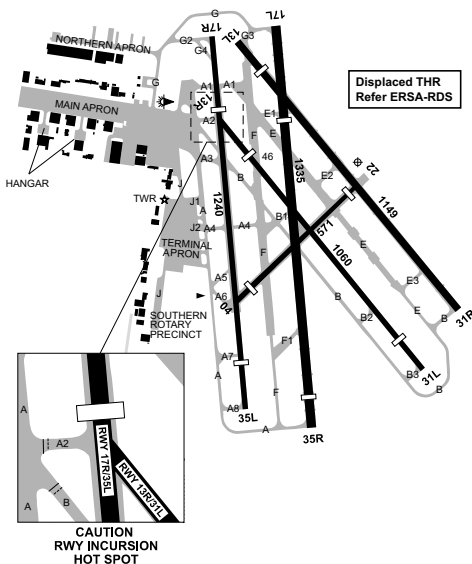 G
17R
17L
G2
G4
13L
G3
NORTHERN APRON
G
Displaced THR
Refer ERSA-RDS
A1
A1
13R
MAIN APRON
A2
E1
E
46
22
A3
B
E2
HANGAR
1335
1149
J
TWR
1240
J1
A
B1
571
J2
A4
A4
TERMINAL
APRON
F
1060
E
A5
A6
04
E3
J
SOUTHERN
ROTARY
PRECINCT
B
E
B2
B
31R
F1
A7
A
F
B3
31L
B
A8
35L
A
35R
A
A2
RWY 17R/35L
RWY 13R/31L
A
B
CAUTION
RWY INCURSION
HOT SPOT